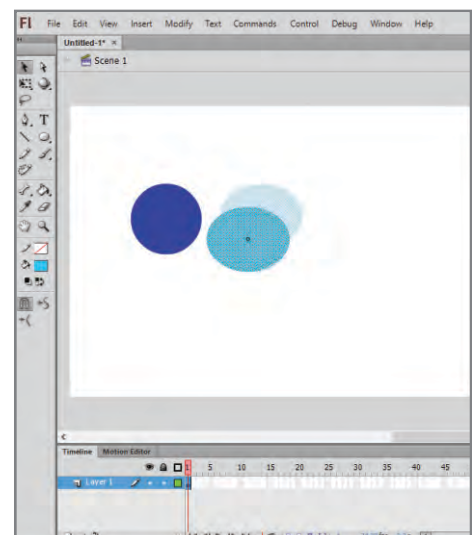 Fl File Edit View Insert Modify Text Commands Control Debug Window Help
Untitled-1* ×
Scene 1
T
Timeline Motion Editor
1 5 10 15 20 25 30 35 40 45
Layer 1